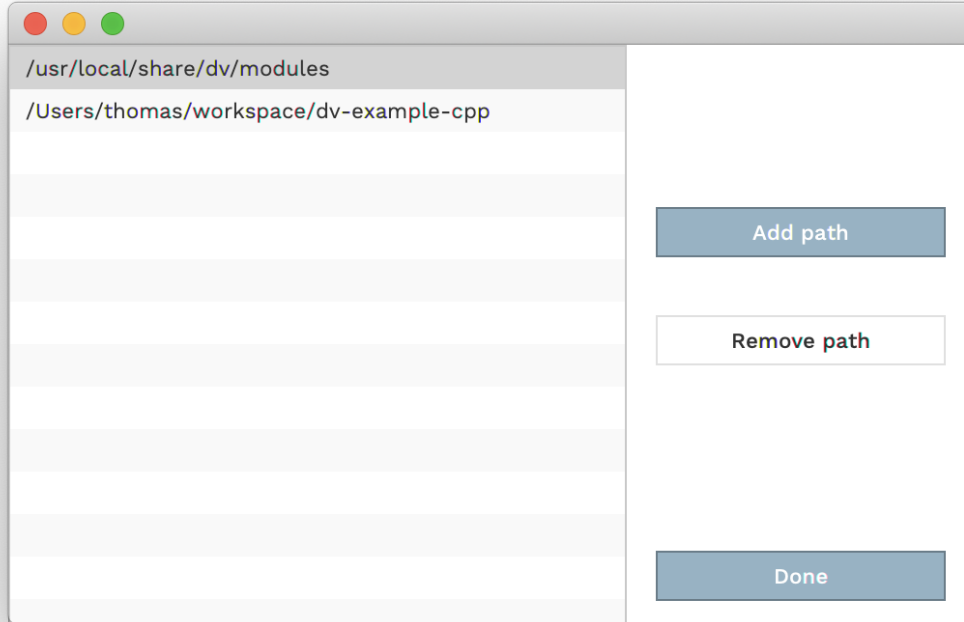 /usr/local/share/dv/modules
/Users/thomas/workspace/dv-example-cpp
Add path
Remove path
Done